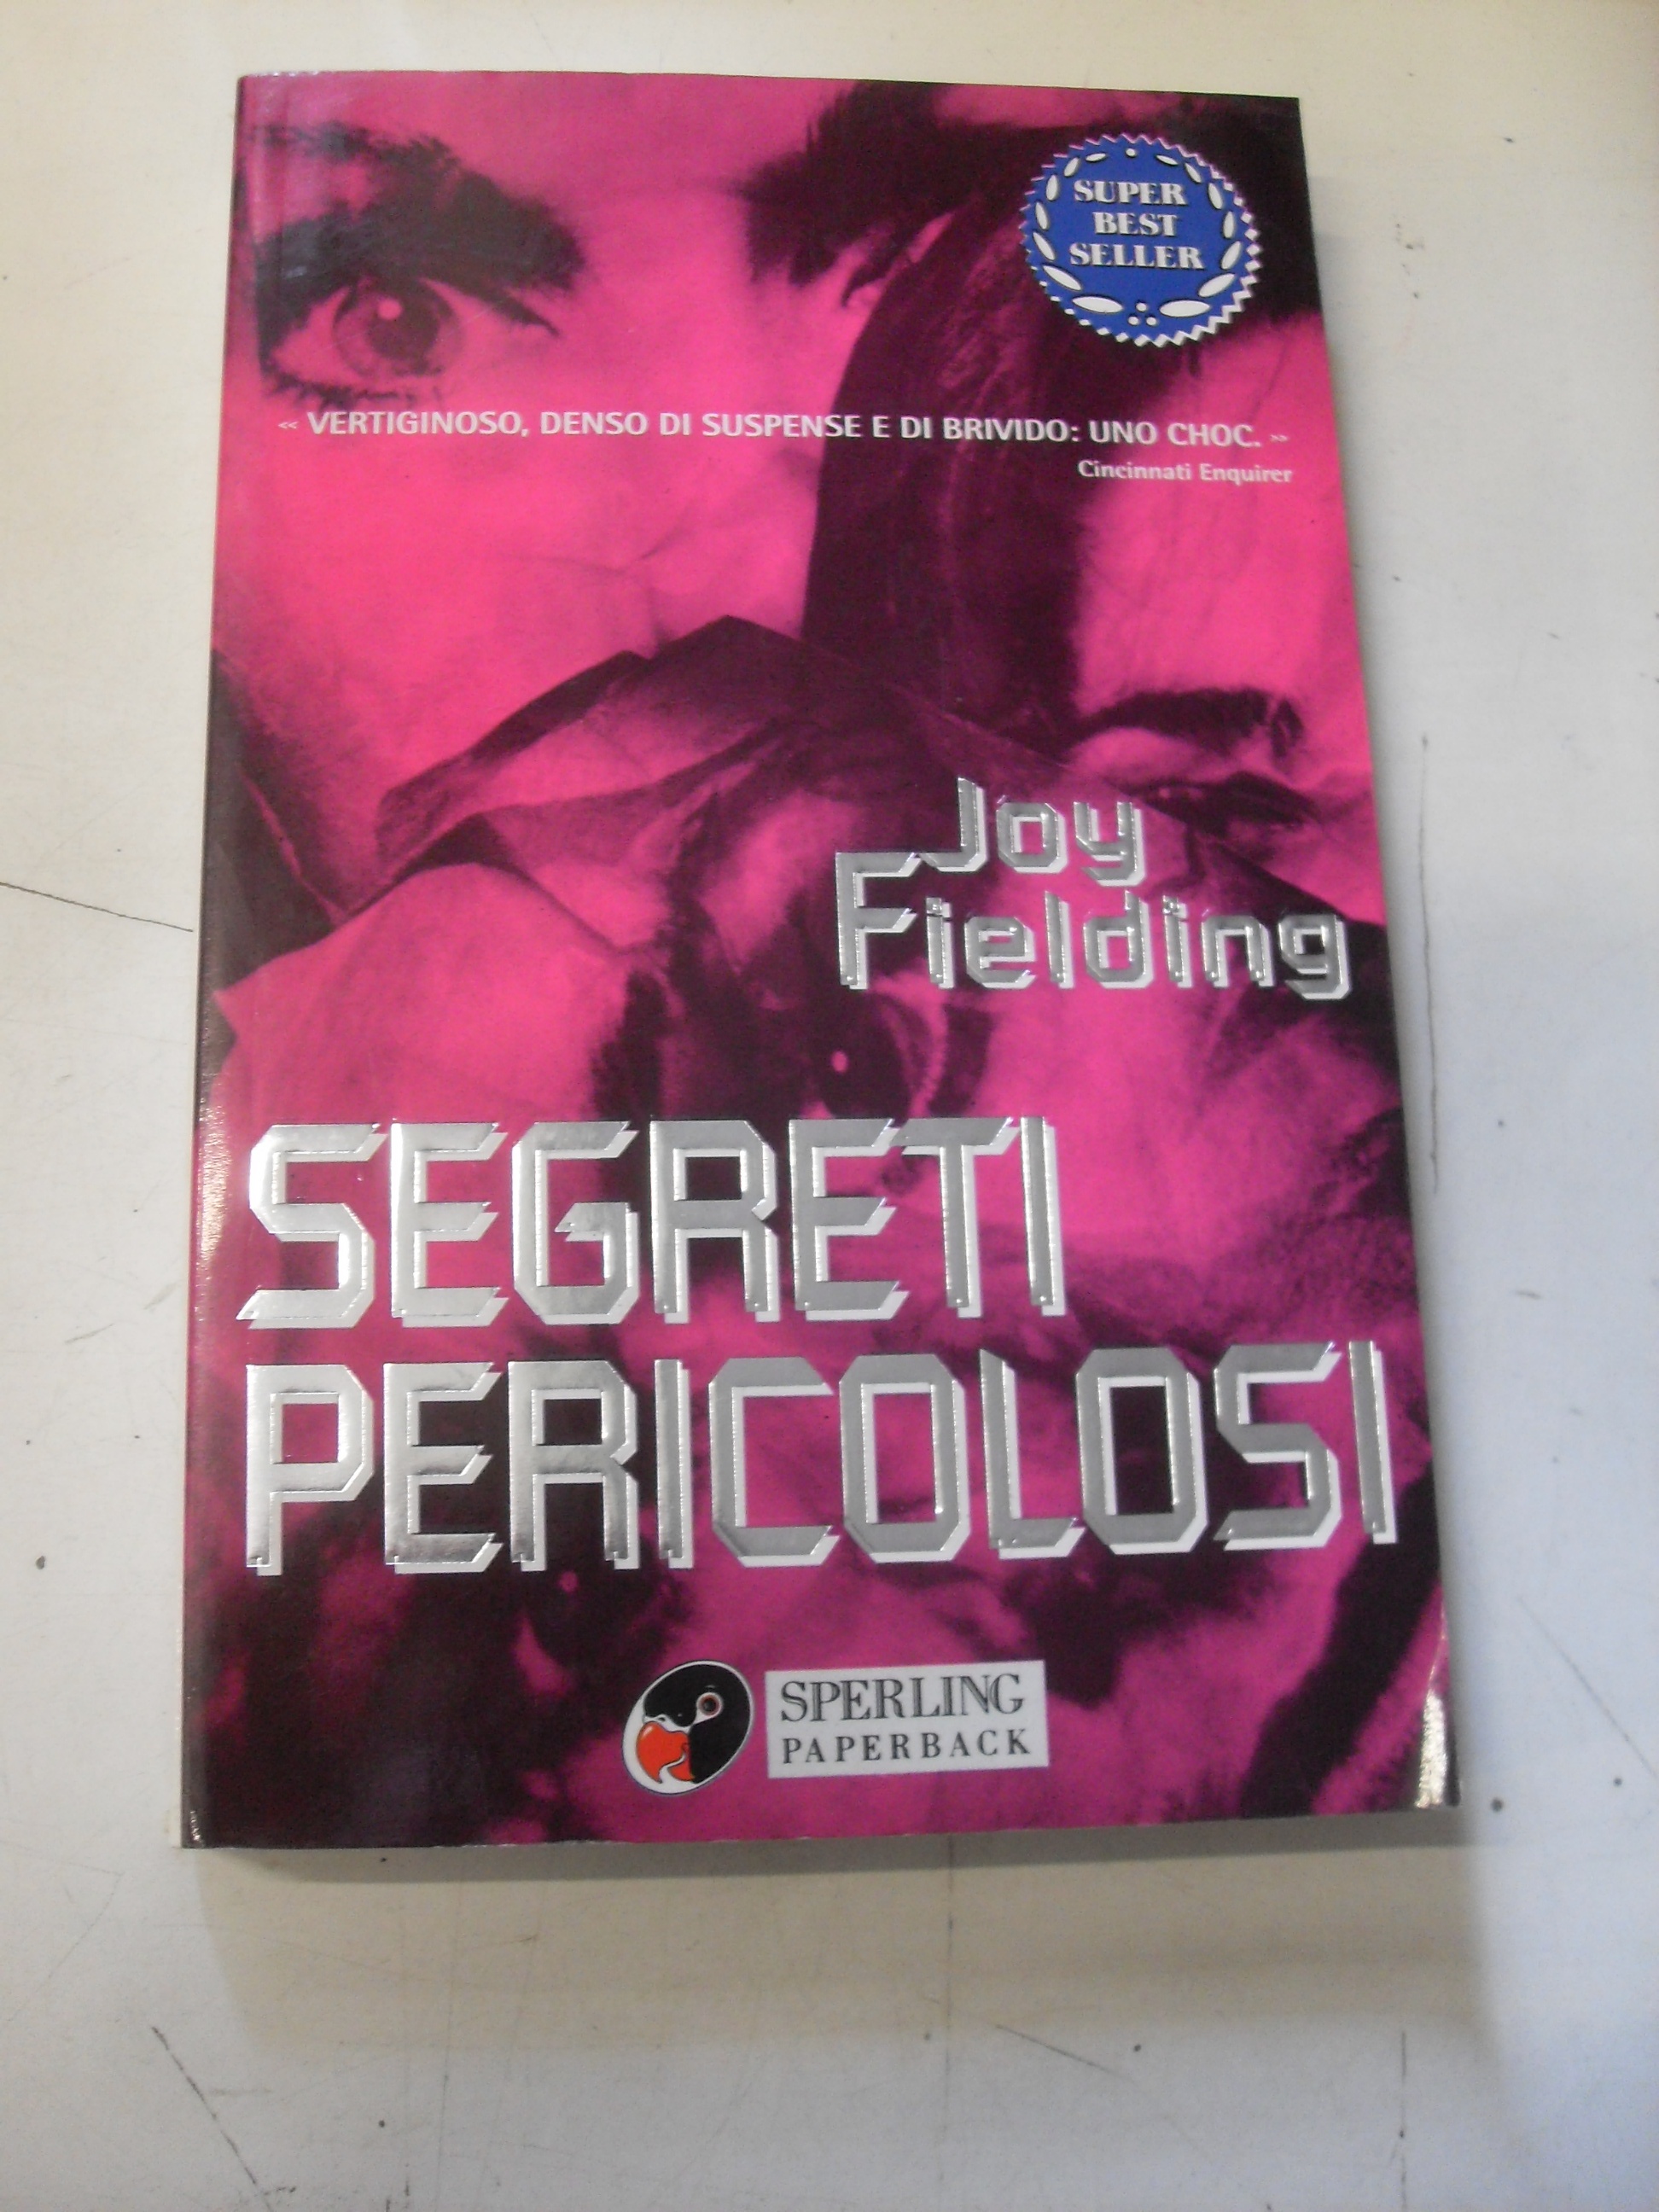 SUPER
BEST
SELLER
« VERTIGINOSO, DENSO DI SUSPENSE E DI BRIVIDO: UNO CHOC. »
Cincinnati Enquirer
Joy
Fielding
SEGRETI
PERICOLOSI
SPERLING
PAPERBACK